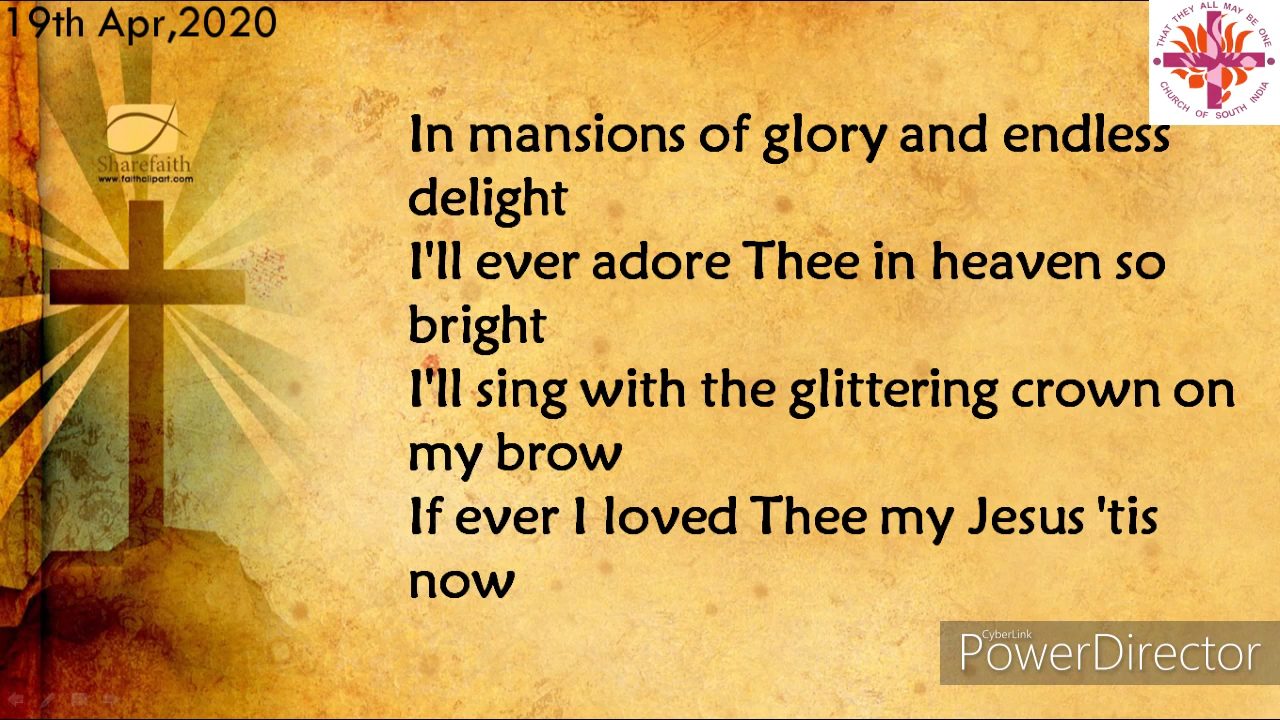 19th Apr,2020
THAT THEY ALL MAY BE ONE
CHURCH OF SOUTH INDIA
Sharefaith
www.faithclipart.com
In mansions of glory and endless
delight
I'll ever adore Thee in heaven so
bright
I'll sing with the glittering crown on
my brow
If ever I loved Thee my Jesus 'tis
now
CyberLink
PowerDirector